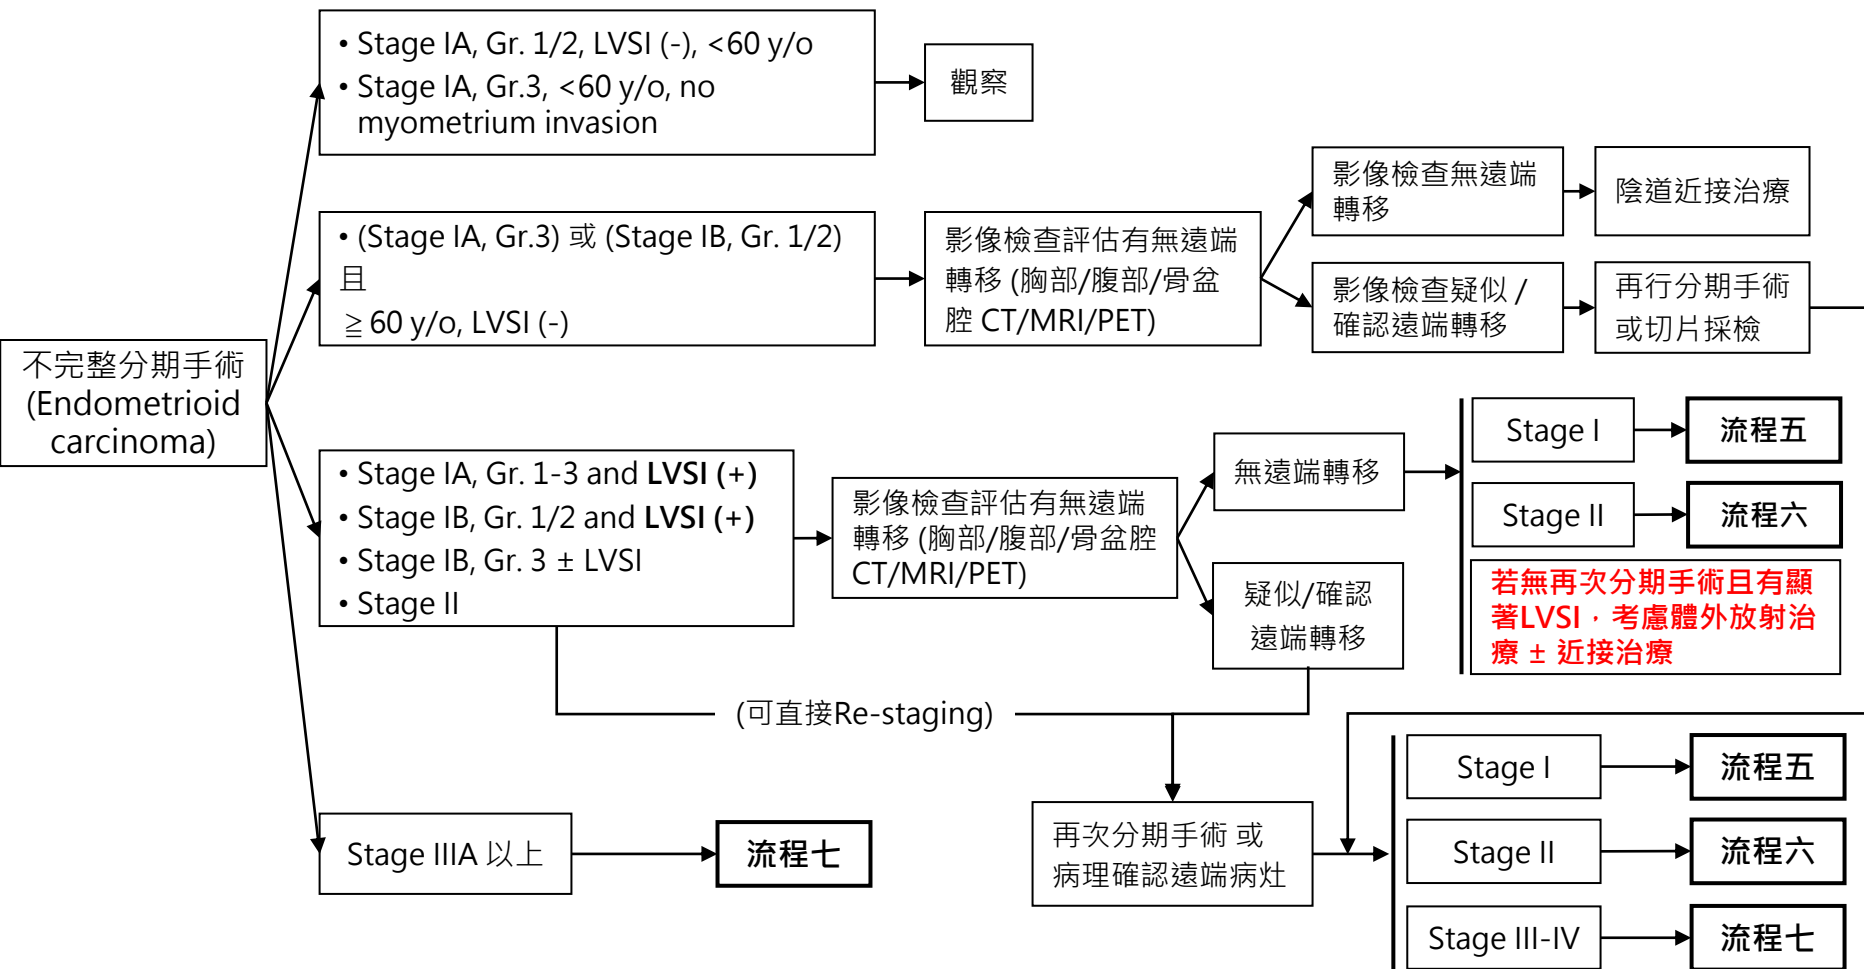 • Stage IA, Gr. 1/2, LVSI (-), <60 y/o
• Stage IA, Gr.3, <60 y/o, no
myometrium invasion
觀察
• (Stage IA, Gr.3) 或 (Stage IB, Gr. 1/2)
且
≧60 y/o, LVSI (-)
影像檢查評估有無遠端
轉移 (胸部/腹部/骨盆
腔 CT/MRI/PET)
影像檢查無遠端
轉移
陰道近接治療
影像檢查疑似 /
確認遠端轉移
再行分期手術
或切片採檢
不完整分期手術
(Endometrioid
carcinoma)
• Stage IA, Gr. 1-3 and LVSI (+)
• Stage IB, Gr. 1/2 and LVSI (+)
• Stage IB, Gr. 3 ± LVSI
• Stage II
影像檢查評估有無遠端
轉移 (胸部/腹部/骨盆腔
CT/MRI/PET)
無遠端轉移
疑似/確認
遠端轉移
Stage I
流程五
Stage II
流程六
若無再次分期手術且有顯
著LVSI，考慮體外放射治
療 ± 近接治療
(可直接Re-staging)
Stage IIIA 以上
流程七
再次分期手術 或
病理確認遠端病灶
Stage I
流程五
Stage II
流程六
Stage III-IV
流程七